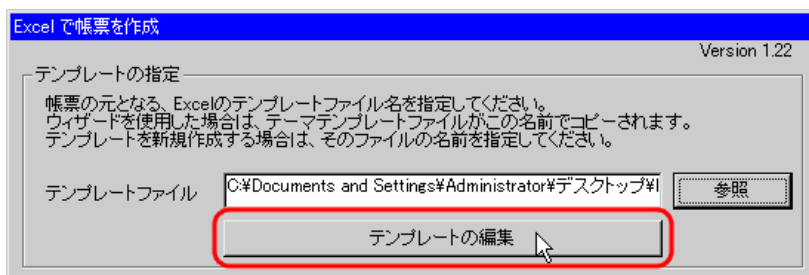 Excel で帳票を作成
Version 1.22
テンプレートの指定
帳票の元となる、Excelのテンプレートファイル名を指定してください。
ウィザードを使用した場合は、テーマテンプレートファイルがこの名前でコピーされます。
テンプレートを新規作成する場合は、そのファイルの名前を指定してください。
テンプレートファイル C:¥Documents and Settings¥Administrator¥デスクトップ¥I 参照
テンプレートの編集